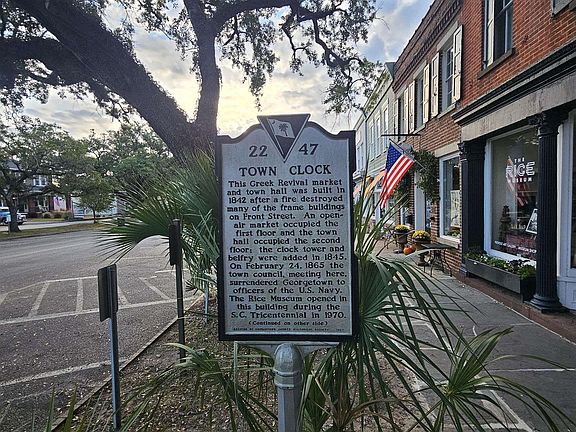 22 47
TOWN CLOCK
This Greek Revival market
and town hall was built in
1842 after a fire destroyed
many of the frame buildings
on Front Street. An open-
air market occupied the
first floor and the town
hall occupied the second
floor; the clock tower and
belfry were added in 1845.
On February 24, 1865 the
town council, meeting here,
surrendered Georgetown to
officers of the U.S. Navy.
The Rice Museum opened in
this building during the
S.C. Tricentennial in 1970.
(Continued on other side)
THE
RICE
MUSEUM